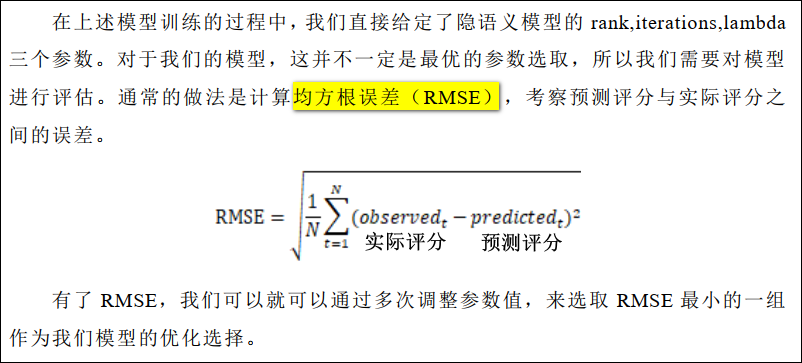 在上述模型训练的过程中，我们直接给定了隐语义模型的 rank,iterations,lambda
三个参数。对于我们的模型，这并不一定是最优的参数选取，所以我们需要对模型
进行评估。通常的做法是计算均方根误差（RMSE），考察预测评分与实际评分之
间的误差。
RMSE = √(1/N ∑_{t=1}^{N} (observed_t − predicted_t)²)
实际评分 预测评分
有了 RMSE，我们可以就可以通过多次调整参数值，来选取 RMSE 最小的一组
作为我们模型的优化选择。